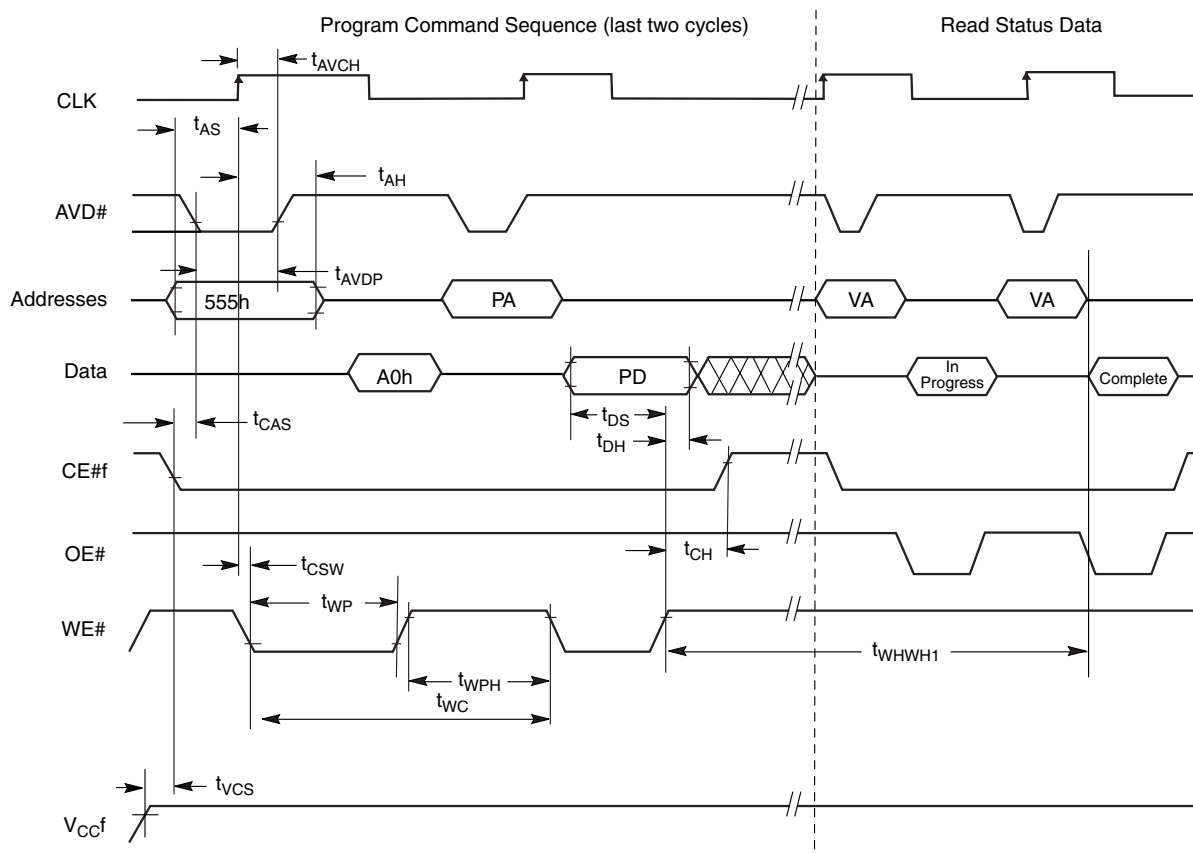 Program Command Sequence (last two cycles)
Read Status Data
tAVCH
CLK
tAS
tAH
AVD#
tAVDP
Addresses
555h
PA
VA
VA
Data
A0h
PD
In
Progress
Complete
tCAS
tDS
tDH
CE#f
OE#
tCH
tCSW
tWP
WE#
tWHWH1
tWPH
tWC
tVCS
VCCf